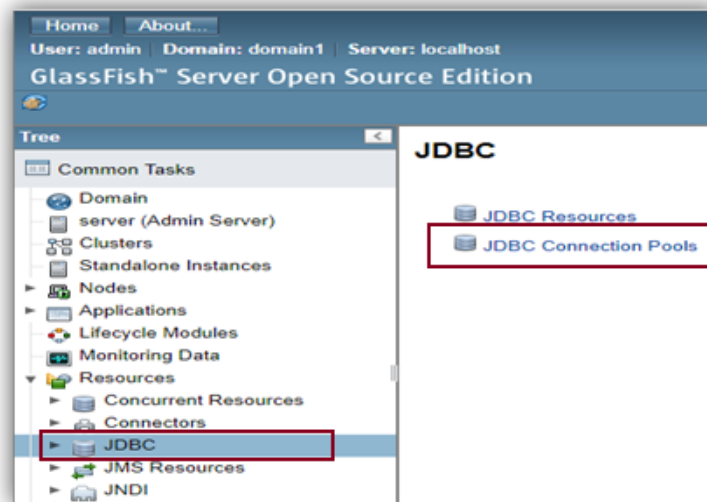 Home About...
User: admin Domain: domain1 Server: localhost
GlassFish™ Server Open Source Edition
Tree
Common Tasks
Domain
server (Admin Server)
Clusters
Standalone Instances
Nodes
Applications
Lifecycle Modules
Monitoring Data
Resources
Concurrent Resources
Connectors
JDBC
JMS Resources
JNDI
JDBC
JDBC Resources
JDBC Connection Pools